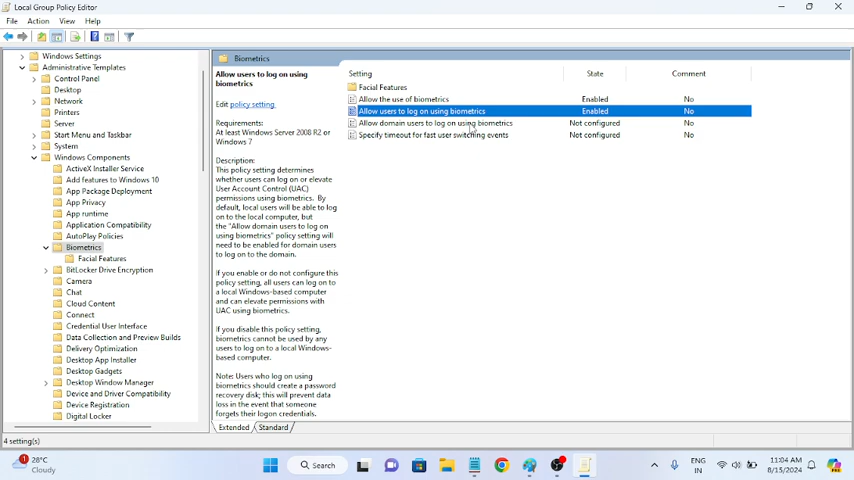 Local Group Policy Editor
File Action View Help
Windows Settings
Administrative Templates
Control Panel
Desktop
Network
Printers
Server
Start Menu and Taskbar
System
Windows Components
ActiveX Installer Service
Add features to Windows 10
App Package Deployment
App Privacy
App runtime
Application Compatibility
AutoPlay Policies
Biometrics
Facial Features
BitLocker Drive Encryption
Camera
Chat
Cloud Content
Connect
Credential User Interface
Data Collection and Preview Builds
Delivery Optimization
Desktop App Installer
Desktop Gadgets
Desktop Window Manager
Device and Driver Compatibility
Device Registration
Digital Locker
Biometrics
Allow users to log on using
biometrics
Edit policy setting.
Requirements:
At least Windows Server 2008 R2 or
Windows 7
Description:
This policy setting determines
whether users can log on or elevate
User Account Control (UAC)
permissions using biometrics. By
default, local users will be able to log
on to the local computer, but
the "Allow domain users to log on
using biometrics" policy setting will
need to be enabled for domain users
to log on to the domain.
If you enable or do not configure this
policy setting, all users can log on to
a local Windows-based computer
and can elevate permissions with
UAC using biometrics.
If you disable this policy setting,
biometrics cannot be used by any
users to log on to a local Windows-
based computer.
Note: Users who log on using
biometrics should create a password
recovery disk; this will prevent data
loss in the event that someone
forgets their logon credentials.
Setting State Comment
Facial Features
Allow the use of biometrics Enabled No
Allow users to log on using biometrics Enabled No
Allow domain users to log on using biometrics Not configured No
Specify timeout for fast user switching events Not configured No
Extended Standard
4 setting(s)
1
28°C
Cloudy
Search
ENG
IN
11:04 AM
8/15/2024
PRE